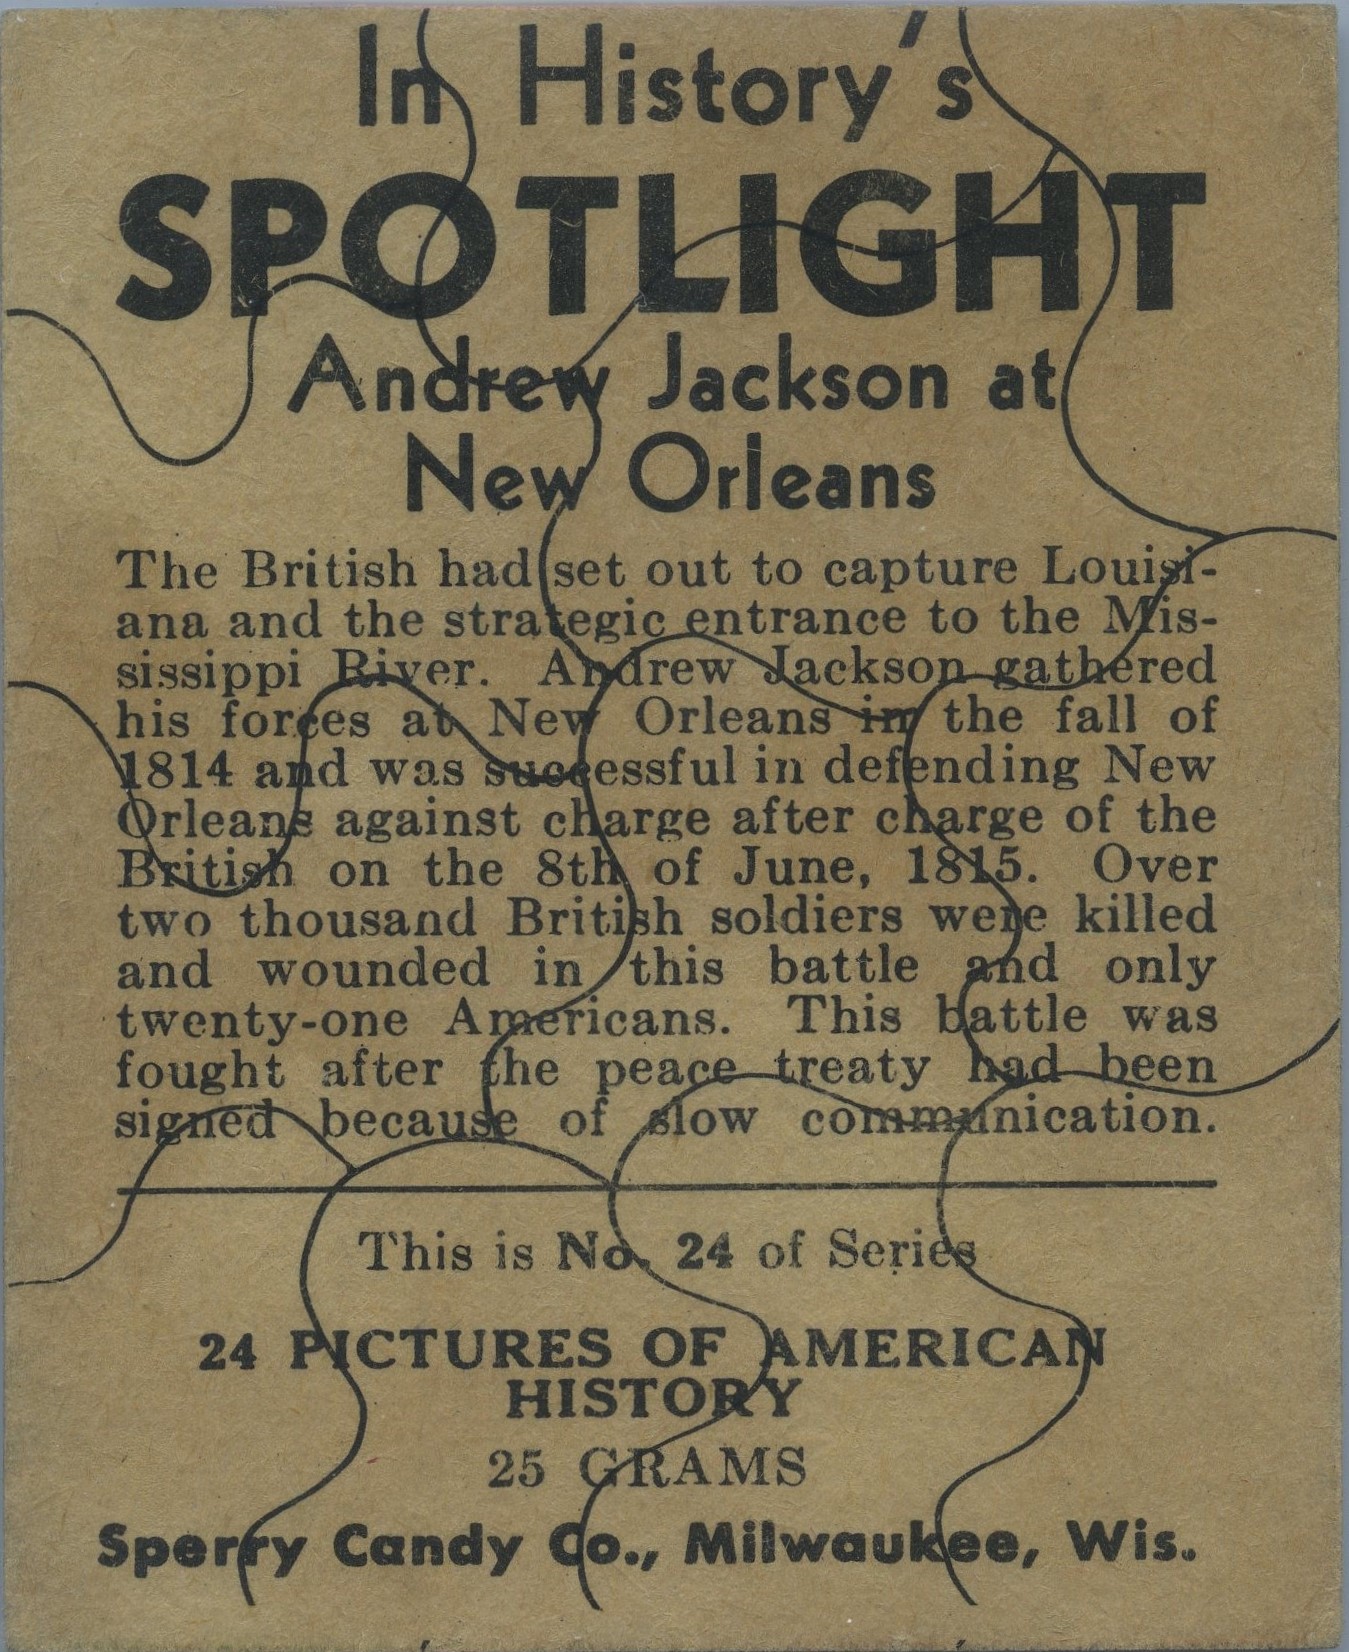 In History's
SPOTLIGHT
Andrew Jackson at
New Orleans
The British had set out to capture Louisi-
ana and the strategic entrance to the Mis-
sissippi River. Andrew Jackson gathered
his forces at New Orleans in the fall of
1814 and was successful in defending New
Orleans against charge after charge of the
British on the 8th of June, 1815. Over
two thousand British soldiers were killed
and wounded in this battle and only
twenty-one Americans. This battle was
fought after the peace treaty had been
signed because of slow communication.
This is No. 24 of Series
24 PICTURES OF AMERICAN
HISTORY
25 GRAMS
Sperry Candy Co., Milwaukee, Wis.